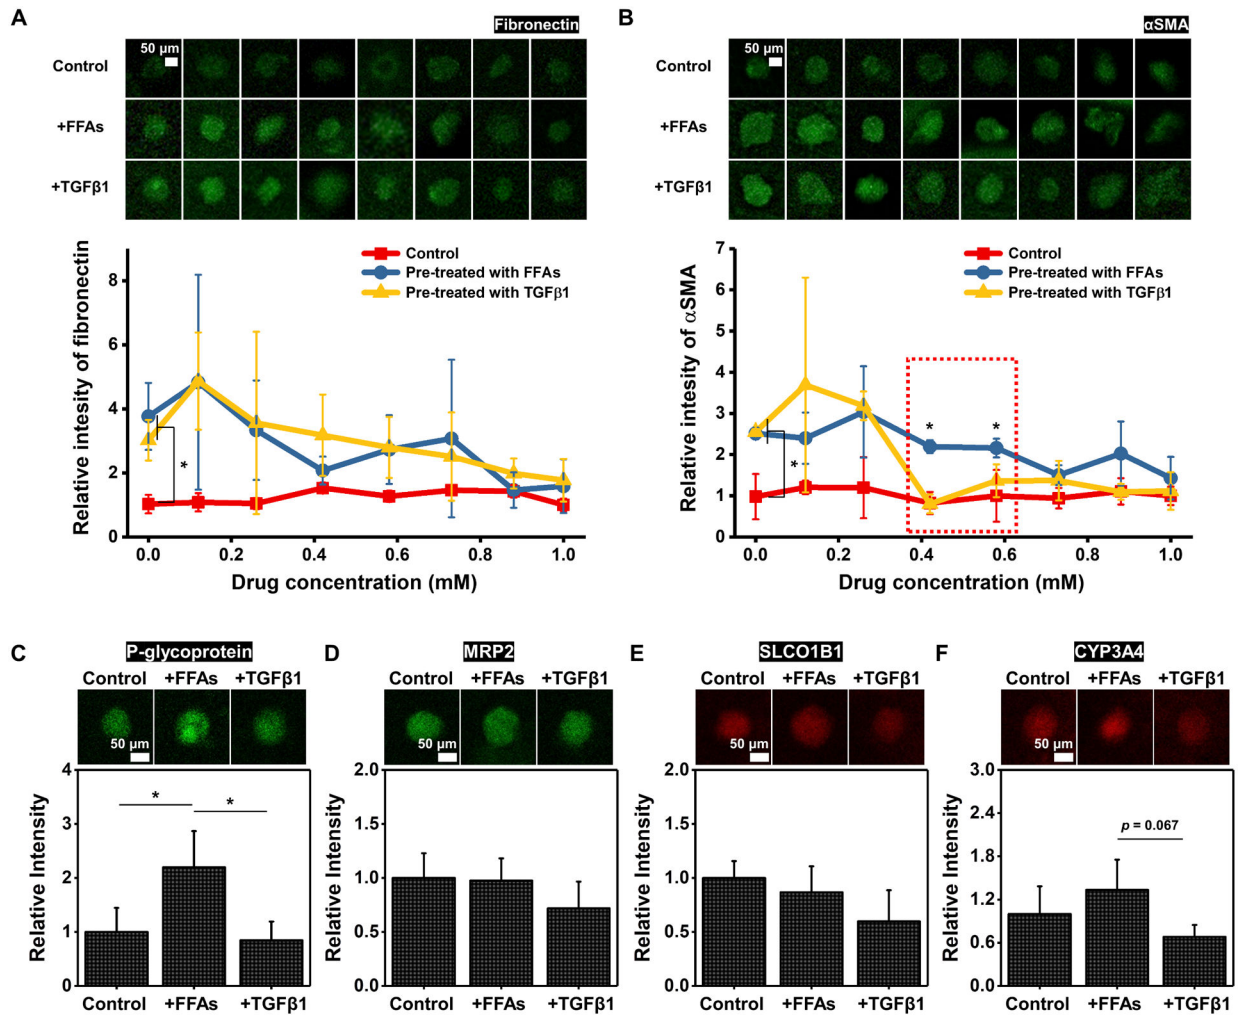 A
Fibronectin
50 µm
Control
+FFAs
+TGFβ1
Relative intesity of fibronectin
8
6
4
2
0
Control
Pre-treated with FFAs
Pre-treated with TGFβ1
*
0.0 0.2 0.4 0.6 0.8 1.0
Drug concentration (mM)
B
αSMA
50 µm
Control
+FFAs
+TGFβ1
Relative intesity of αSMA
7
6
5
4
3
2
1
0
Control
Pre-treated with FFAs
Pre-treated with TGFβ1
* *
*
0.0 0.2 0.4 0.6 0.8 1.0
Drug concentration (mM)
C
P-glycoprotein
Control +FFAs +TGFβ1
50 µm
Relative Intensity
4
3
2
1
0
* *
Control +FFAs +TGFβ1
D
MRP2
Control +FFAs +TGFβ1
50 µm
Relative Intensity
2.0
1.5
1.0
0.5
0.0
Control +FFAs +TGFβ1
E
SLCO1B1
Control +FFAs +TGFβ1
50 µm
Relative Intensity
2.0
1.5
1.0
0.5
0.0
Control +FFAs +TGFβ1
F
CYP3A4
Control +FFAs +TGFβ1
50 µm
Relative Intensity
3.0
2.4
1.8
1.2
0.6
0.0
p = 0.067
Control +FFAs +TGFβ1